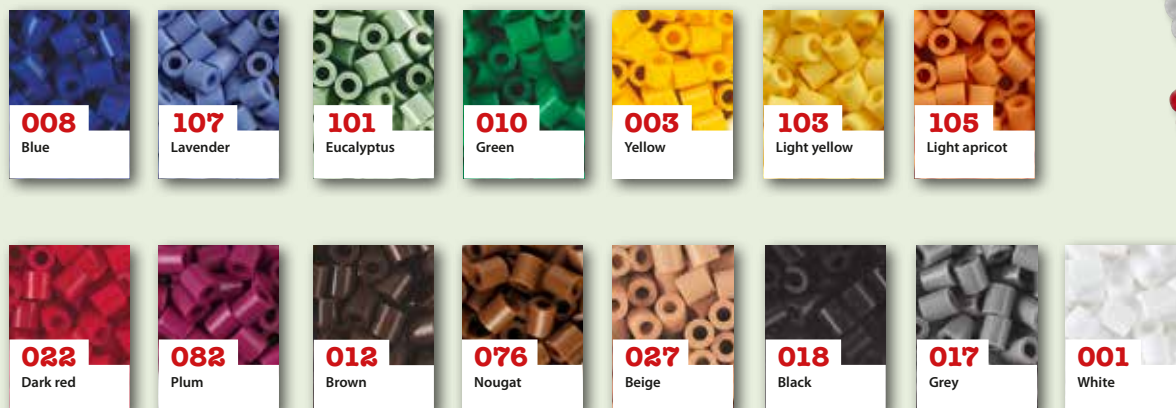 008
Blue
107
Lavender
101
Eucalyptus
010
Green
003
Yellow
103
Light yellow
105
Light apricot
022
Dark red
082
Plum
012
Brown
076
Nougat
027
Beige
018
Black
017
Grey
001
White